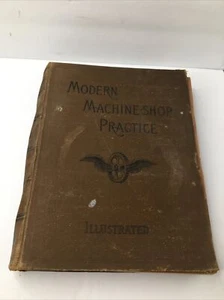 MODERN
MACHINE-SHOP
PRACTICE
ILLUSTRATED